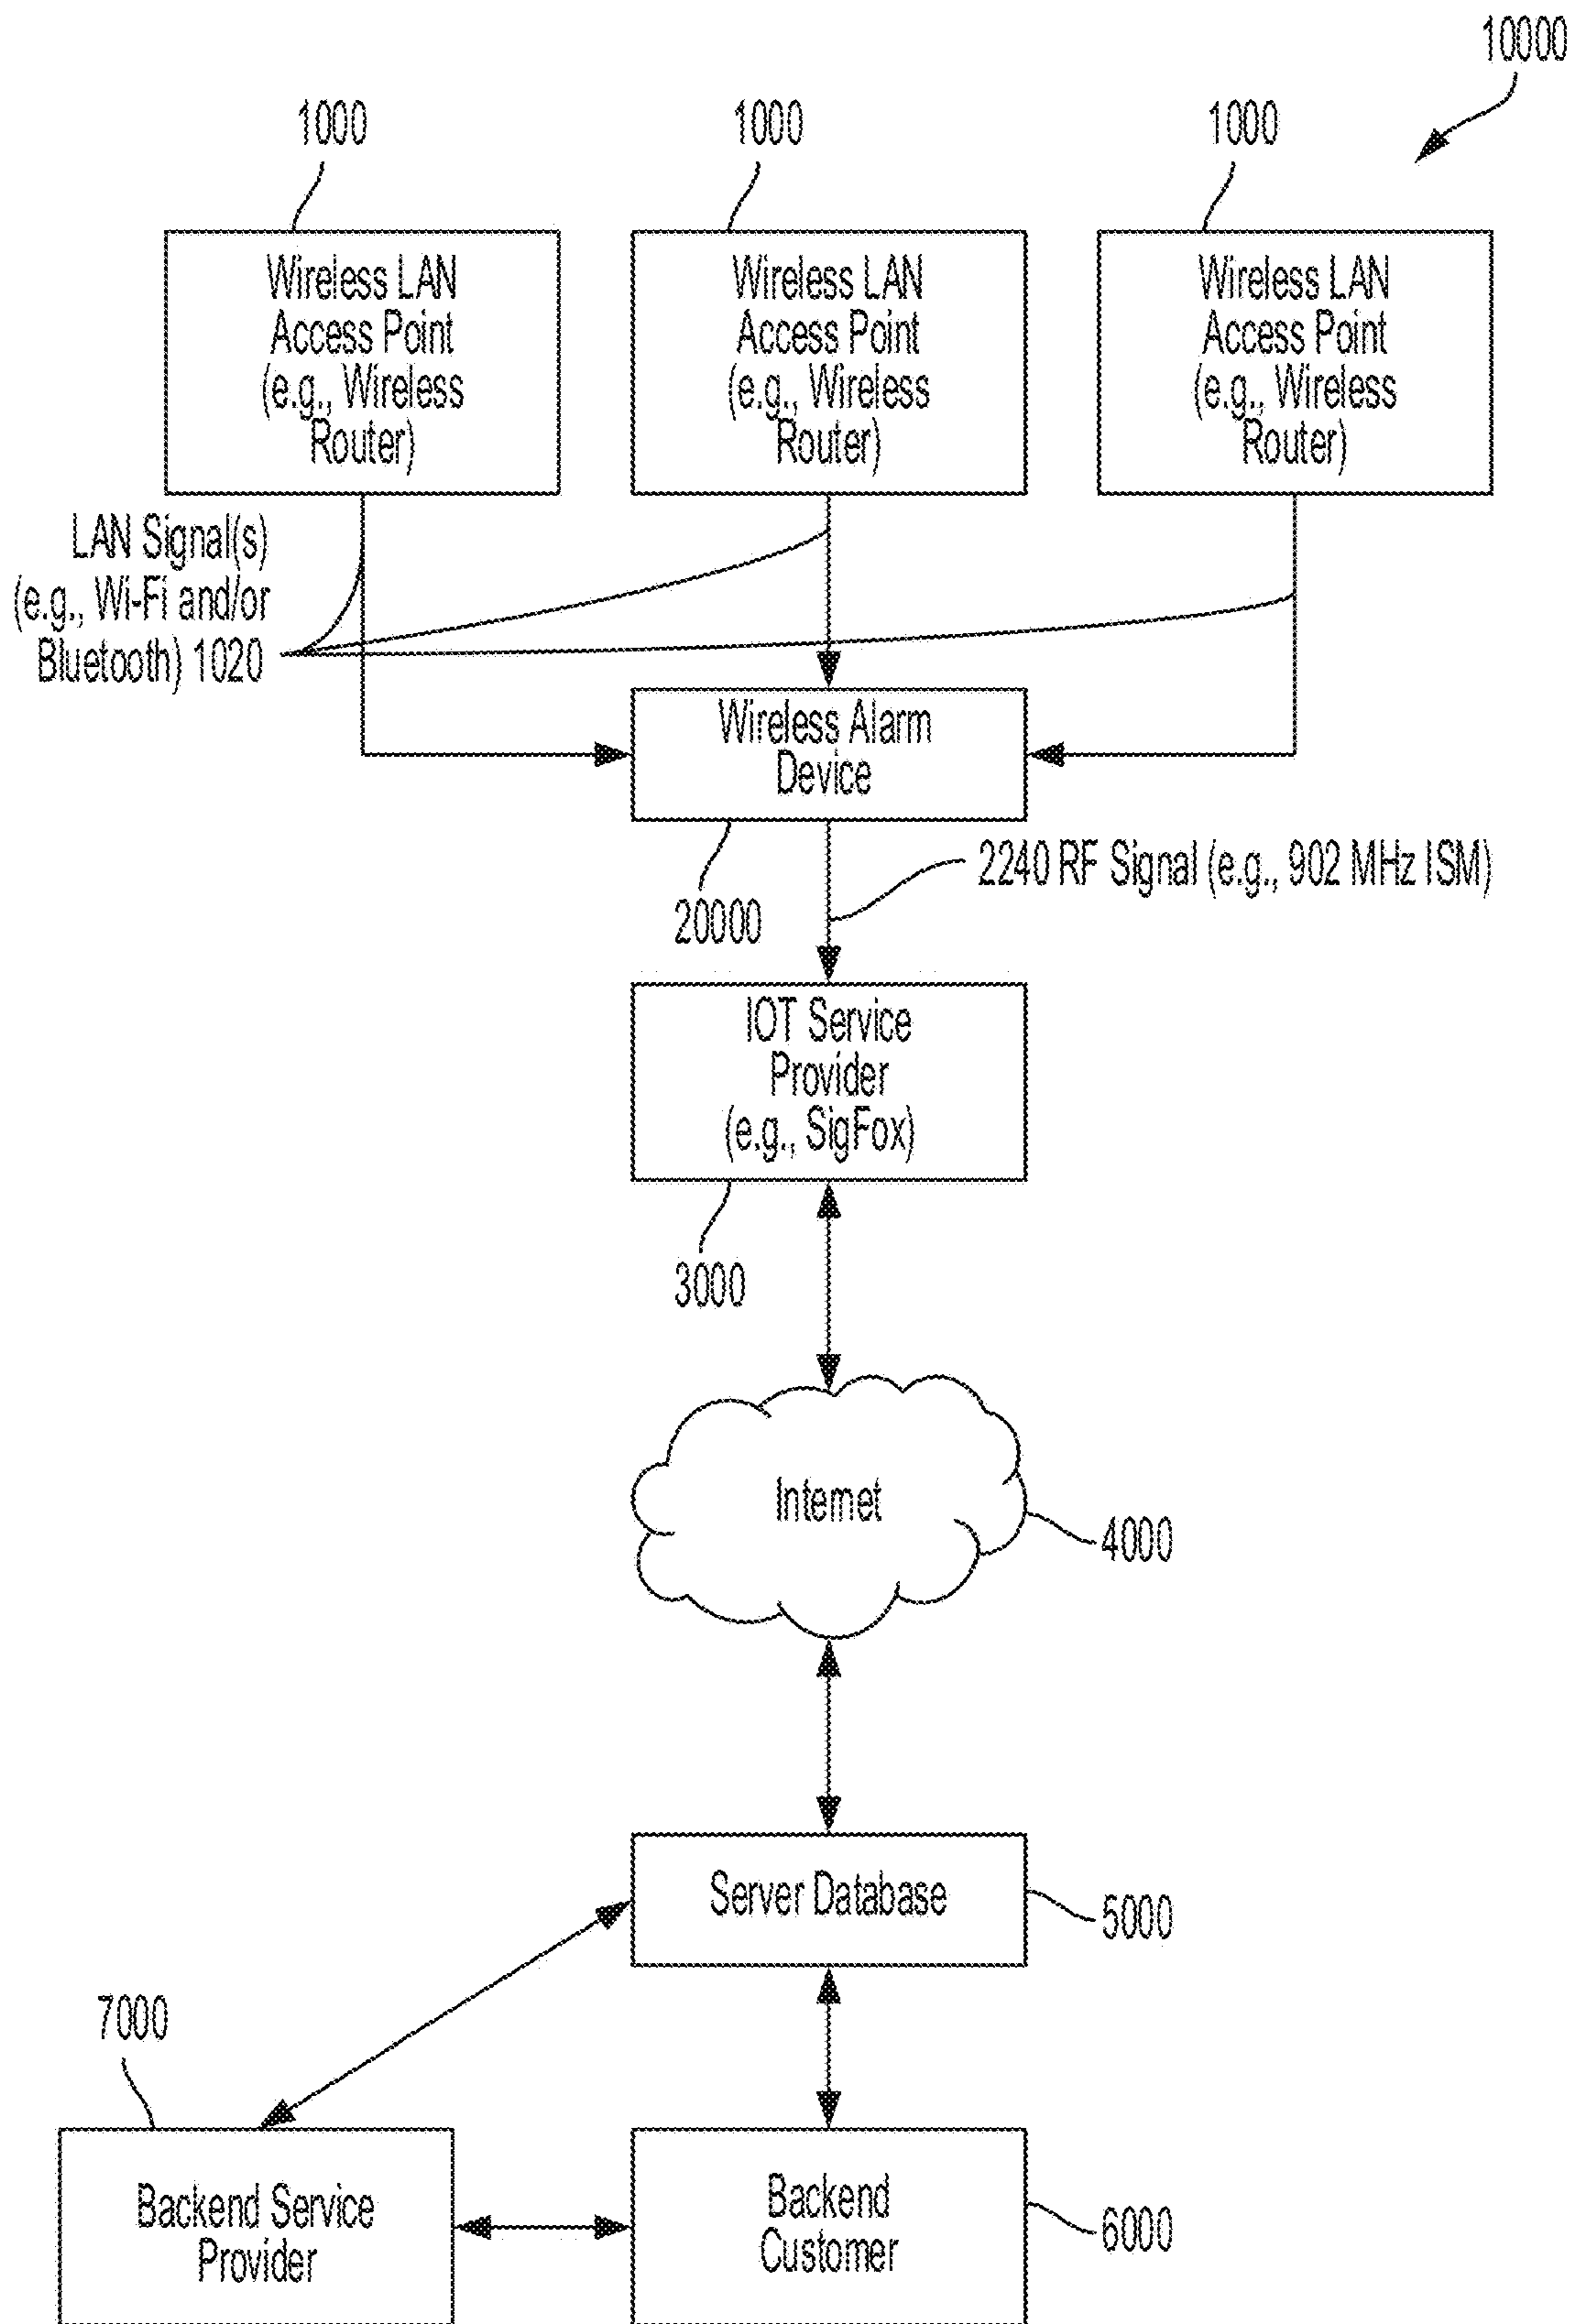 10000
1000
1000
1000
Wireless LAN
Access Point
(e.g., Wireless
Router)
Wireless LAN
Access Point
(e.g., Wireless
Router)
Wireless LAN
Access Point
(e.g., Wireless
Router)
LAN Signal(s)
(e.g., Wi-Fi and/or
Bluetooth) 1020
Wireless Alarm
Device
2240 RF Signal (e.g., 902 MHz ISM)
20000
IOT Service
Provider
(e.g., SigFox)
3000
Internet
4000
Server Database
5000
7000
Backend Service
Provider
Backend
Customer
6000